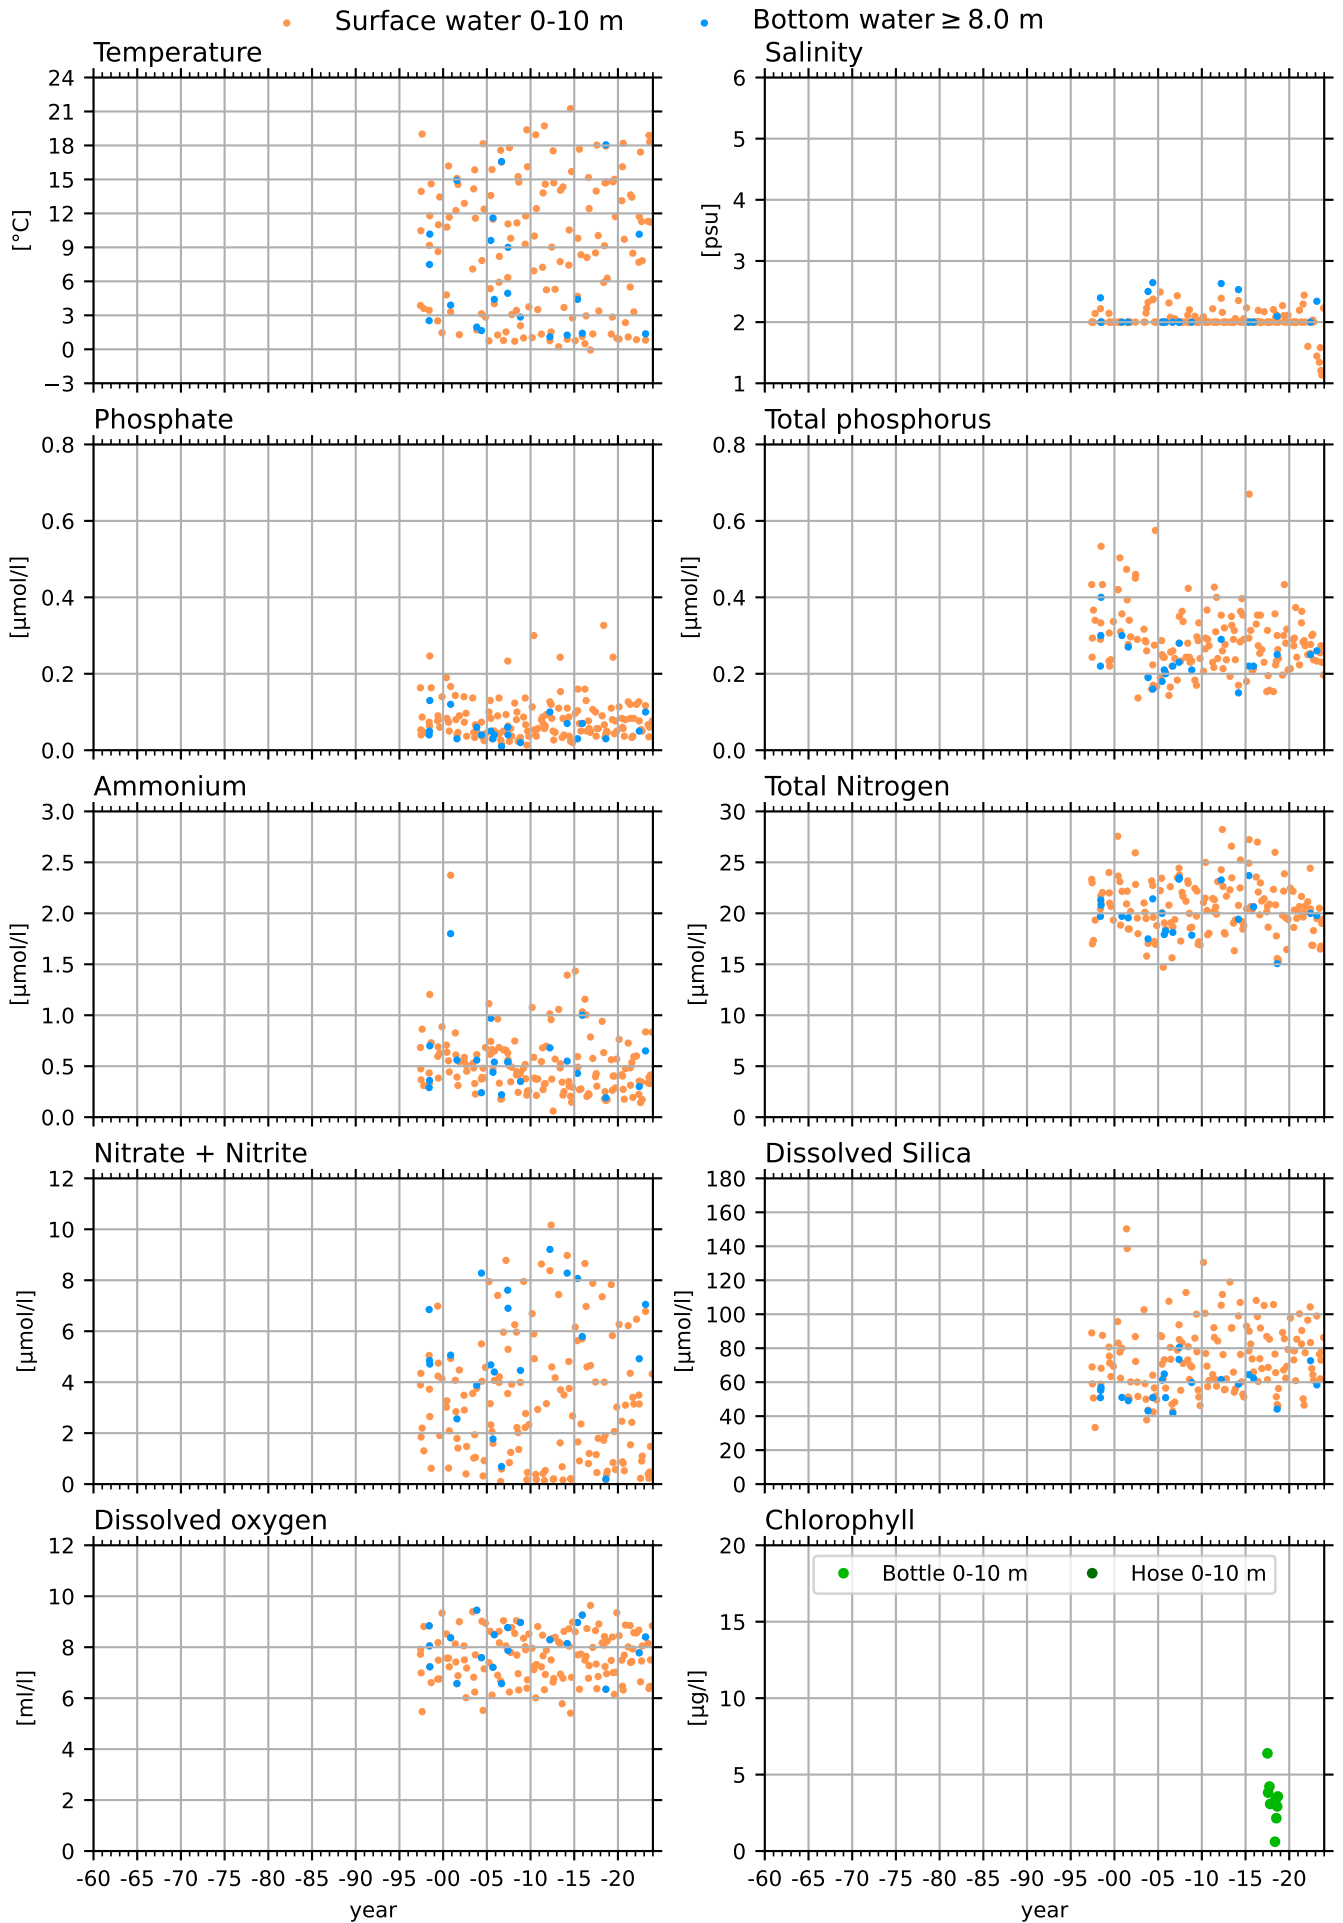 Surface water 0-10 m Bottom water ≥ 8.0 m
Temperature Salinity
24 21 18 15 12 9 6 3 0 −3
[°C]
6 5 4 3 2 1
[psu]
Phosphate Total phosphorus
0.8 0.6 0.4 0.2 0.0
[µmol/l]
0.8 0.6 0.4 0.2 0.0
[µmol/l]
Ammonium Total Nitrogen
3.0 2.5 2.0 1.5 1.0 0.5 0.0
[µmol/l]
30 25 20 15 10 5 0
[µmol/l]
Nitrate + Nitrite Dissolved Silica
12 10 8 6 4 2 0
[µmol/l]
180 160 140 120 100 80 60 40 20 0
[µmol/l]
Dissolved oxygen Chlorophyll
12 10 8 6 4 2 0
[ml/l]
Bottle 0-10 m Hose 0-10 m
20 15 10 5 0
[µg/l]
-60 -65 -70 -75 -80 -85 -90 -95 -00 -05 -10 -15 -20
-60 -65 -70 -75 -80 -85 -90 -95 -00 -05 -10 -15 -20
year year